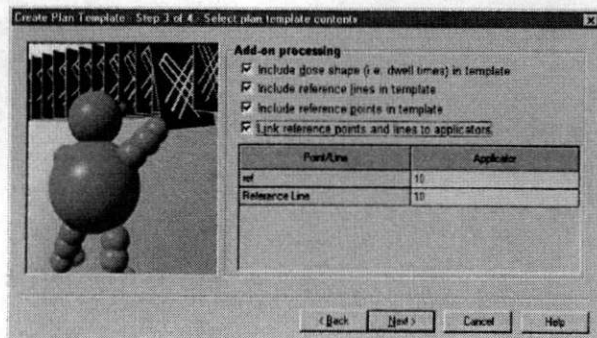 Create Plan Template - Step 3 of 4 - Select plan template contents
Add-on processing
Include dose shape (i.e. dwell times) in template
Include reference lines in template
Include reference points in template
Link reference points and lines to applicators
Point/Line Applicator
ref 10
Reference Line 10
< Back Next > Cancel Help